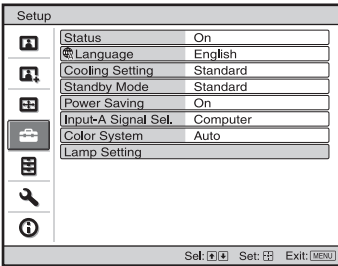 Setup
Status On
Language English
Cooling Setting Standard
Standby Mode Standard
Power Saving On
Input-A Signal Sel. Computer
Color System Auto
Lamp Setting
Sel: Set: Exit: MENU